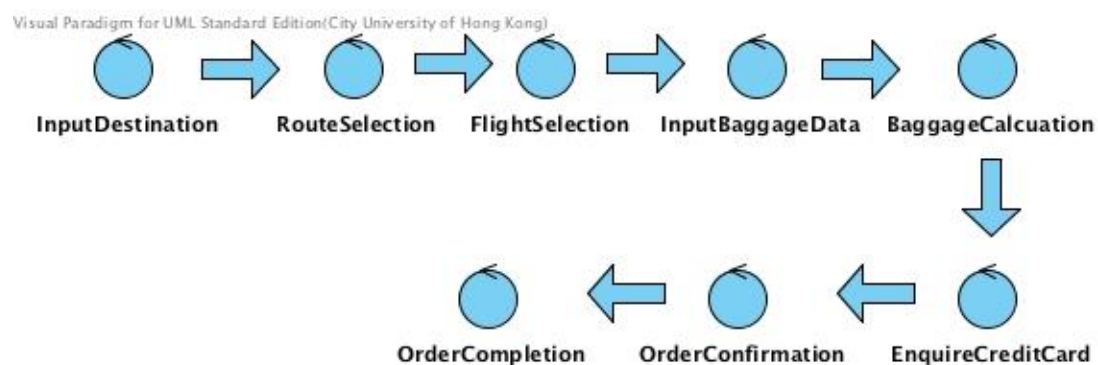 Visual Paradigm for UML Standard Edition(City University of Hong Kong)
InputDestination RouteSelection FlightSelection InputBaggageData BaggageCalcuation
OrderCompletion OrderConfirmation EnquireCreditCard